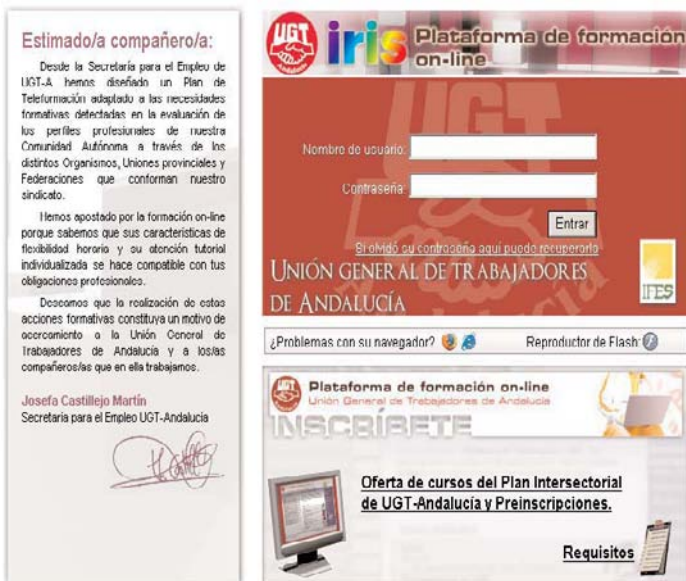 Estimado/a compañero/a:
Desde la Secretaría para el Empleo de
UGT-A hemos diseñado un Plan de
Teleformación adaptado a las necesidades
formativas detectadas en la evaluación de
los perfiles profesionales de nuestra
Comunidad Autónoma a través de los
distintos Organismos, Uniones provinciales y
Federaciones que conforman nuestro
sindicato.
Hemos apostado por la formación on-line
porque sabemos que sus características de
flexibilidad horaria y su atención tutorial
individualizada se hace compatible con tus
obligaciones profesionales.
Deseamos que la realización de estas
acciones formativas constituya un motivo de
acercamiento a la Unión General de
Trabajadores de Andalucía y a los/as
compañeros/as que en ella trabajamos.
Josefa Castillejo Martín
Secretaria para el Empleo UGT-Andalucía
UGT
Andalucía
iris
Plataforma de formación
on-line
UGT
Nombre de usuario:
Contraseña:
Entrar
Si olvidó su contraseña aquí puede recuperarla
UNIÓN GENERAL DE TRABAJADORES
DE ANDALUCÍA
IFES
¿Problemas con su navegador?
Reproductor de Flash:
UGT
Plataforma de formación on-line
Unión General de Trabajadores de Andalucía
INSCRÍBETE
Oferta de cursos del Plan Intersectorial
de UGT-Andalucía y Preinscripciones.
Requisitos